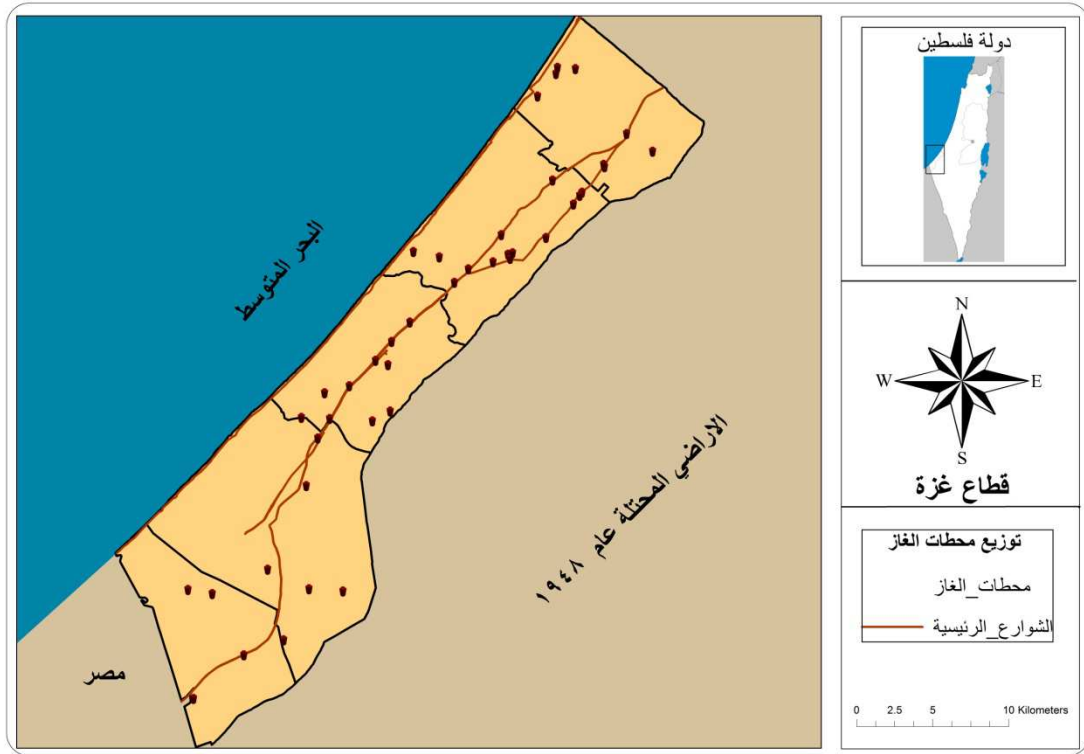 البحر المتوسط
الاراضي المحتلة عام ١٩٤٨
مصر
دولة فلسطين
N
W
E
S
قطاع غزة
توزيع محطات الغاز
محطات_الغاز
الشوارع_الرئيسية
0 2.5 5 10 Kilometers